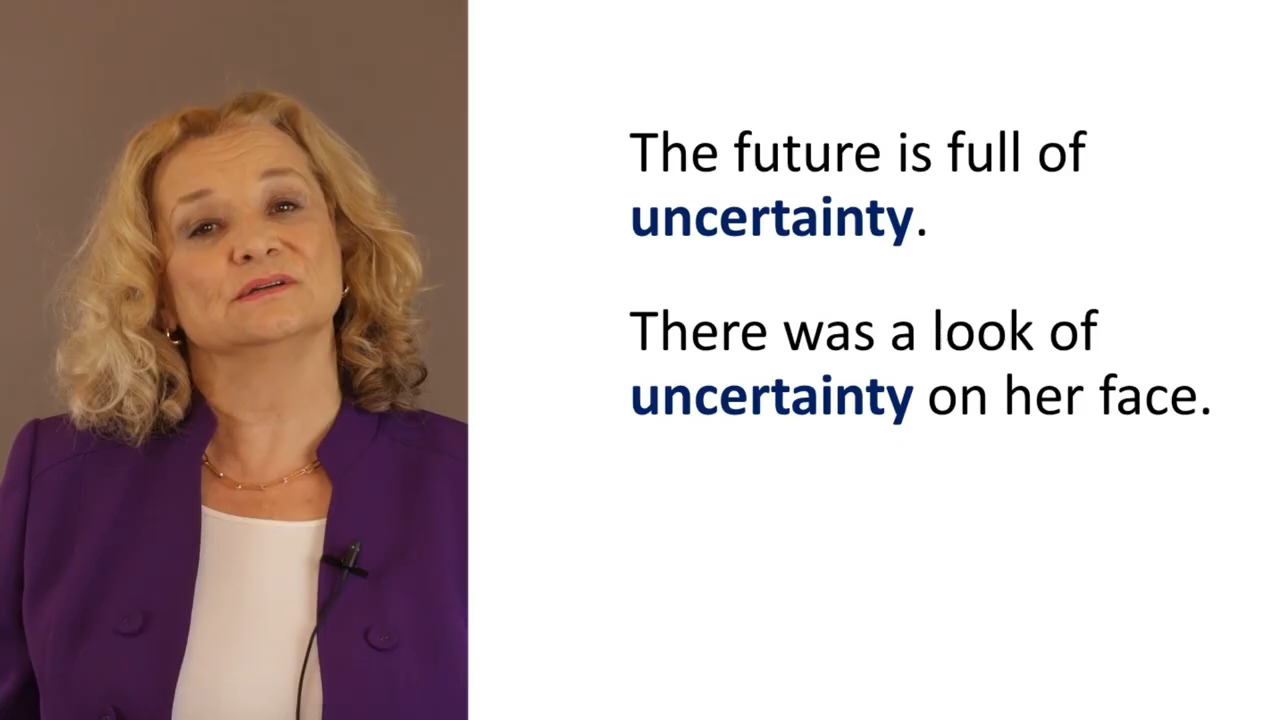 The future is full of
uncertainty.
There was a look of
uncertainty on her face.